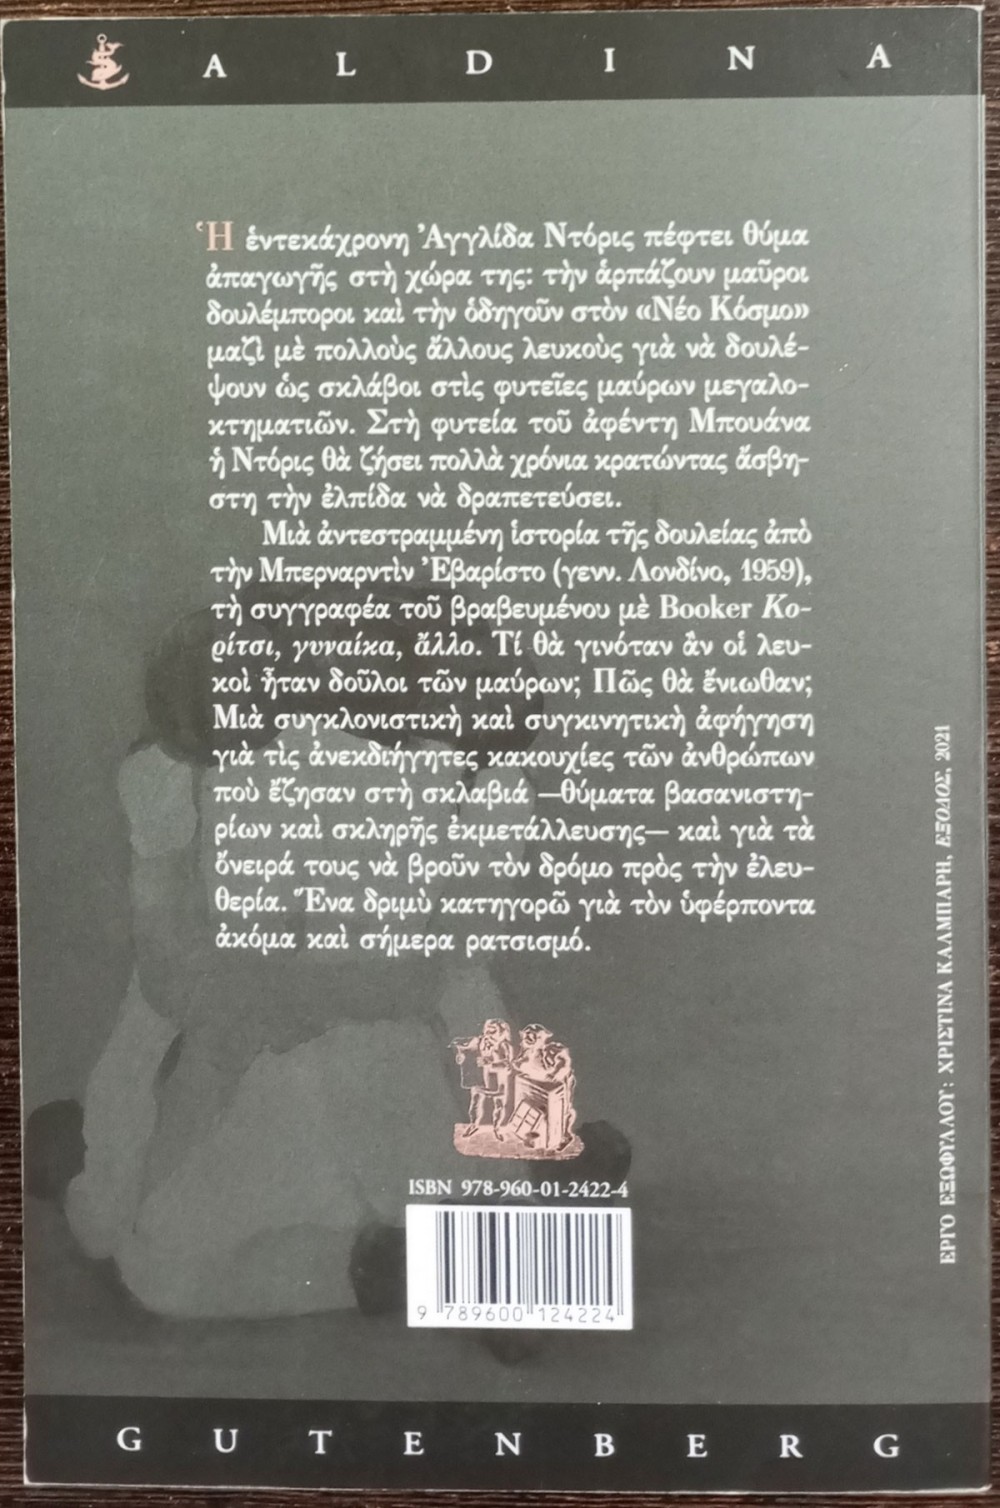 ALDINA
Ἡ ἑντεκάχρονη Ἀγγλίδα Ντόρις πέφτει θύμα
ἀπαγωγῆς στὴ χώρα της: τὴν ἁρπάζουν μαῦροι
δουλέμποροι καὶ τὴν ὁδηγοῦν στὸν «Νέο Κόσμο»
μαζὶ μὲ πολλοὺς ἄλλους λευκοὺς γιὰ νὰ δουλέ-
ψουν ὡς σκλάβοι στὶς φυτεῖες μαύρων μεγαλο-
κτηματιῶν. Στὴ φυτεία τοῦ ἀφέντη Μπουάνα
ἡ Ντόρις θὰ ζήσει πολλὰ χρόνια κρατώντας ἄσβη-
στη τὴν ἐλπίδα νὰ δραπετεύσει.
Μιὰ ἀντεστραμμένη ἱστορία τῆς δουλείας ἀπὸ
τὴν Μπερναρντὶν Ἐβαρίστο (γενν. Λονδίνο, 1959),
τὴ συγγραφέα τοῦ βραβευμένου μὲ Booker Κο-
ρίτσι, γυναίκα, ἄλλο. Τί θὰ γινόταν ἂν οἱ λευ-
κοὶ ἦταν δοῦλοι τῶν μαύρων; Πῶς θὰ ἔνιωθαν;
Μιὰ συγκλονιστικὴ καὶ συγκινητικὴ ἀφήγηση
γιὰ τὶς ἀνεκδιήγητες κακουχίες τῶν ἀνθρώπων
ποὺ ἔζησαν στὴ σκλαβιά —θύματα βασανιστη-
ρίων καὶ σκληρῆς ἐκμετάλλευσης— καὶ γιὰ τὰ
ὄνειρά τους νὰ βροῦν τὸν δρόμο πρὸς τὴν ἐλευ-
θερία. Ἕνα δριμὺ κατηγορῶ γιὰ τὸν ὑφέρποντα
ἀκόμα καὶ σήμερα ρατσισμό.
ΕΡΓΟ ΕΞΩΦΥΛΛΟΥ: ΧΡΙΣΤΙΝΑ ΚΑΛΜΠΑΡΗ, ΕΞΟΔΟΣ, 2021
ISBN 978-960-01-2422-4
9 789600 124224
GUTENBERG